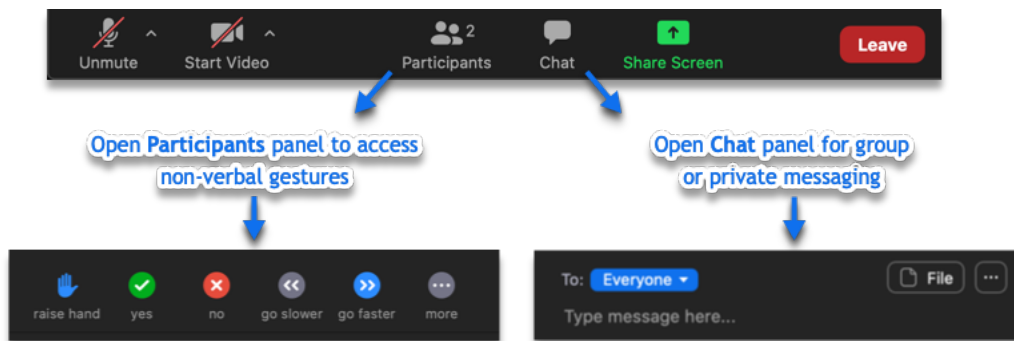 2
Unmute Start Video Participants Chat Share Screen Leave
Open Participants panel to access
non-verbal gestures
Open Chat panel for group
or private messaging
raise hand yes no go slower go faster more
To: Everyone File
Type message here...